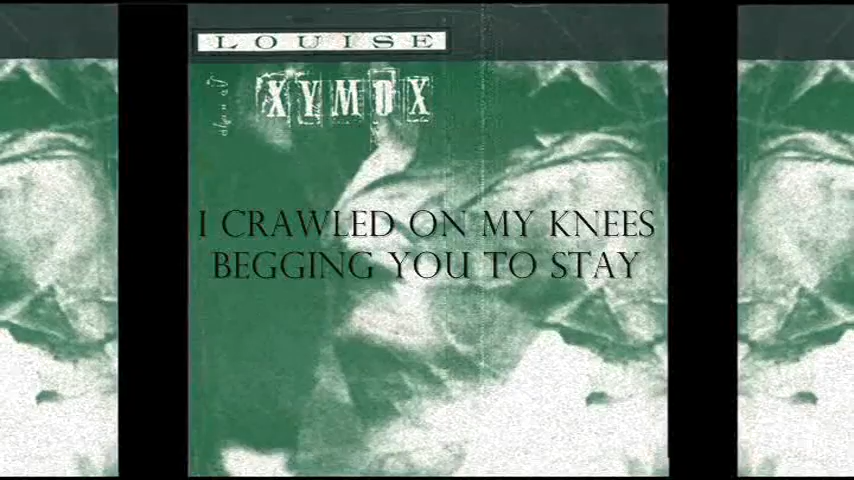 LOUISE
XYMOX
I CRAWLED ON MY KNEES
BEGGING YOU TO STAY